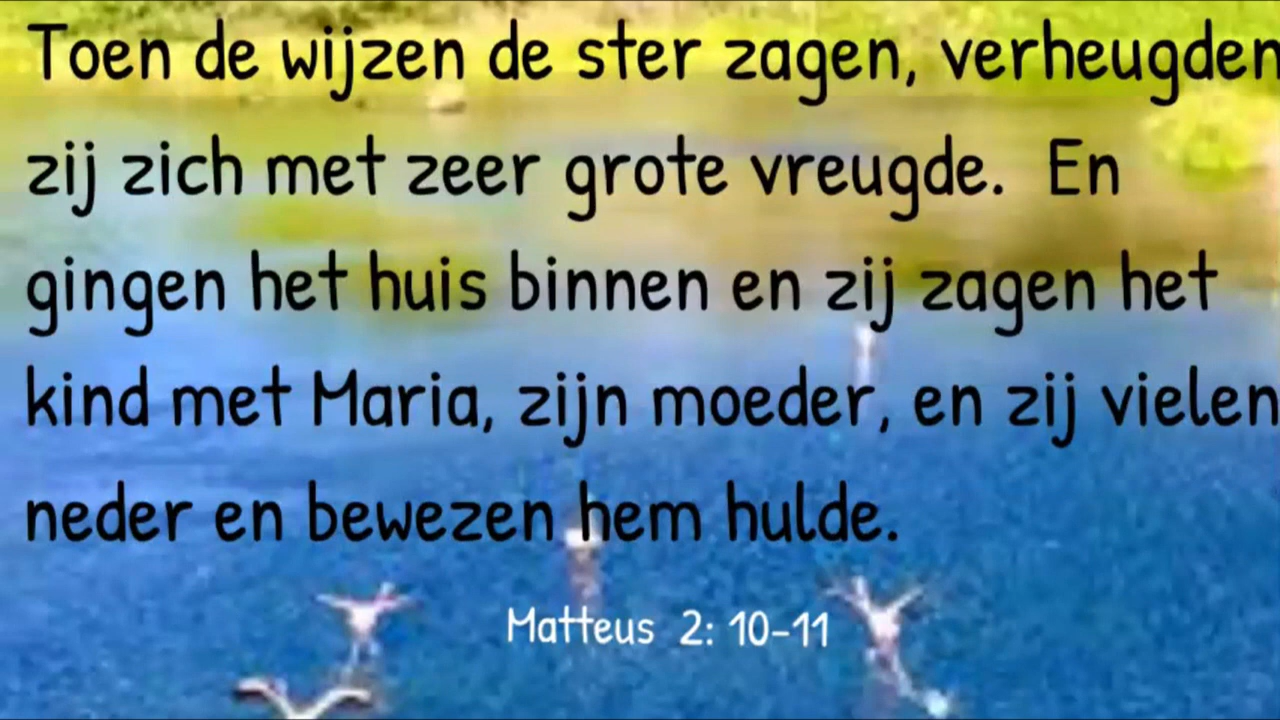 Toen de wijzen de ster zagen, verheugden
zij zich met zeer grote vreugde. En
gingen het huis binnen en zij zagen het
kind met Maria, zijn moeder, en zij vielen
neder en bewezen hem hulde.
Matteus 2: 10-11